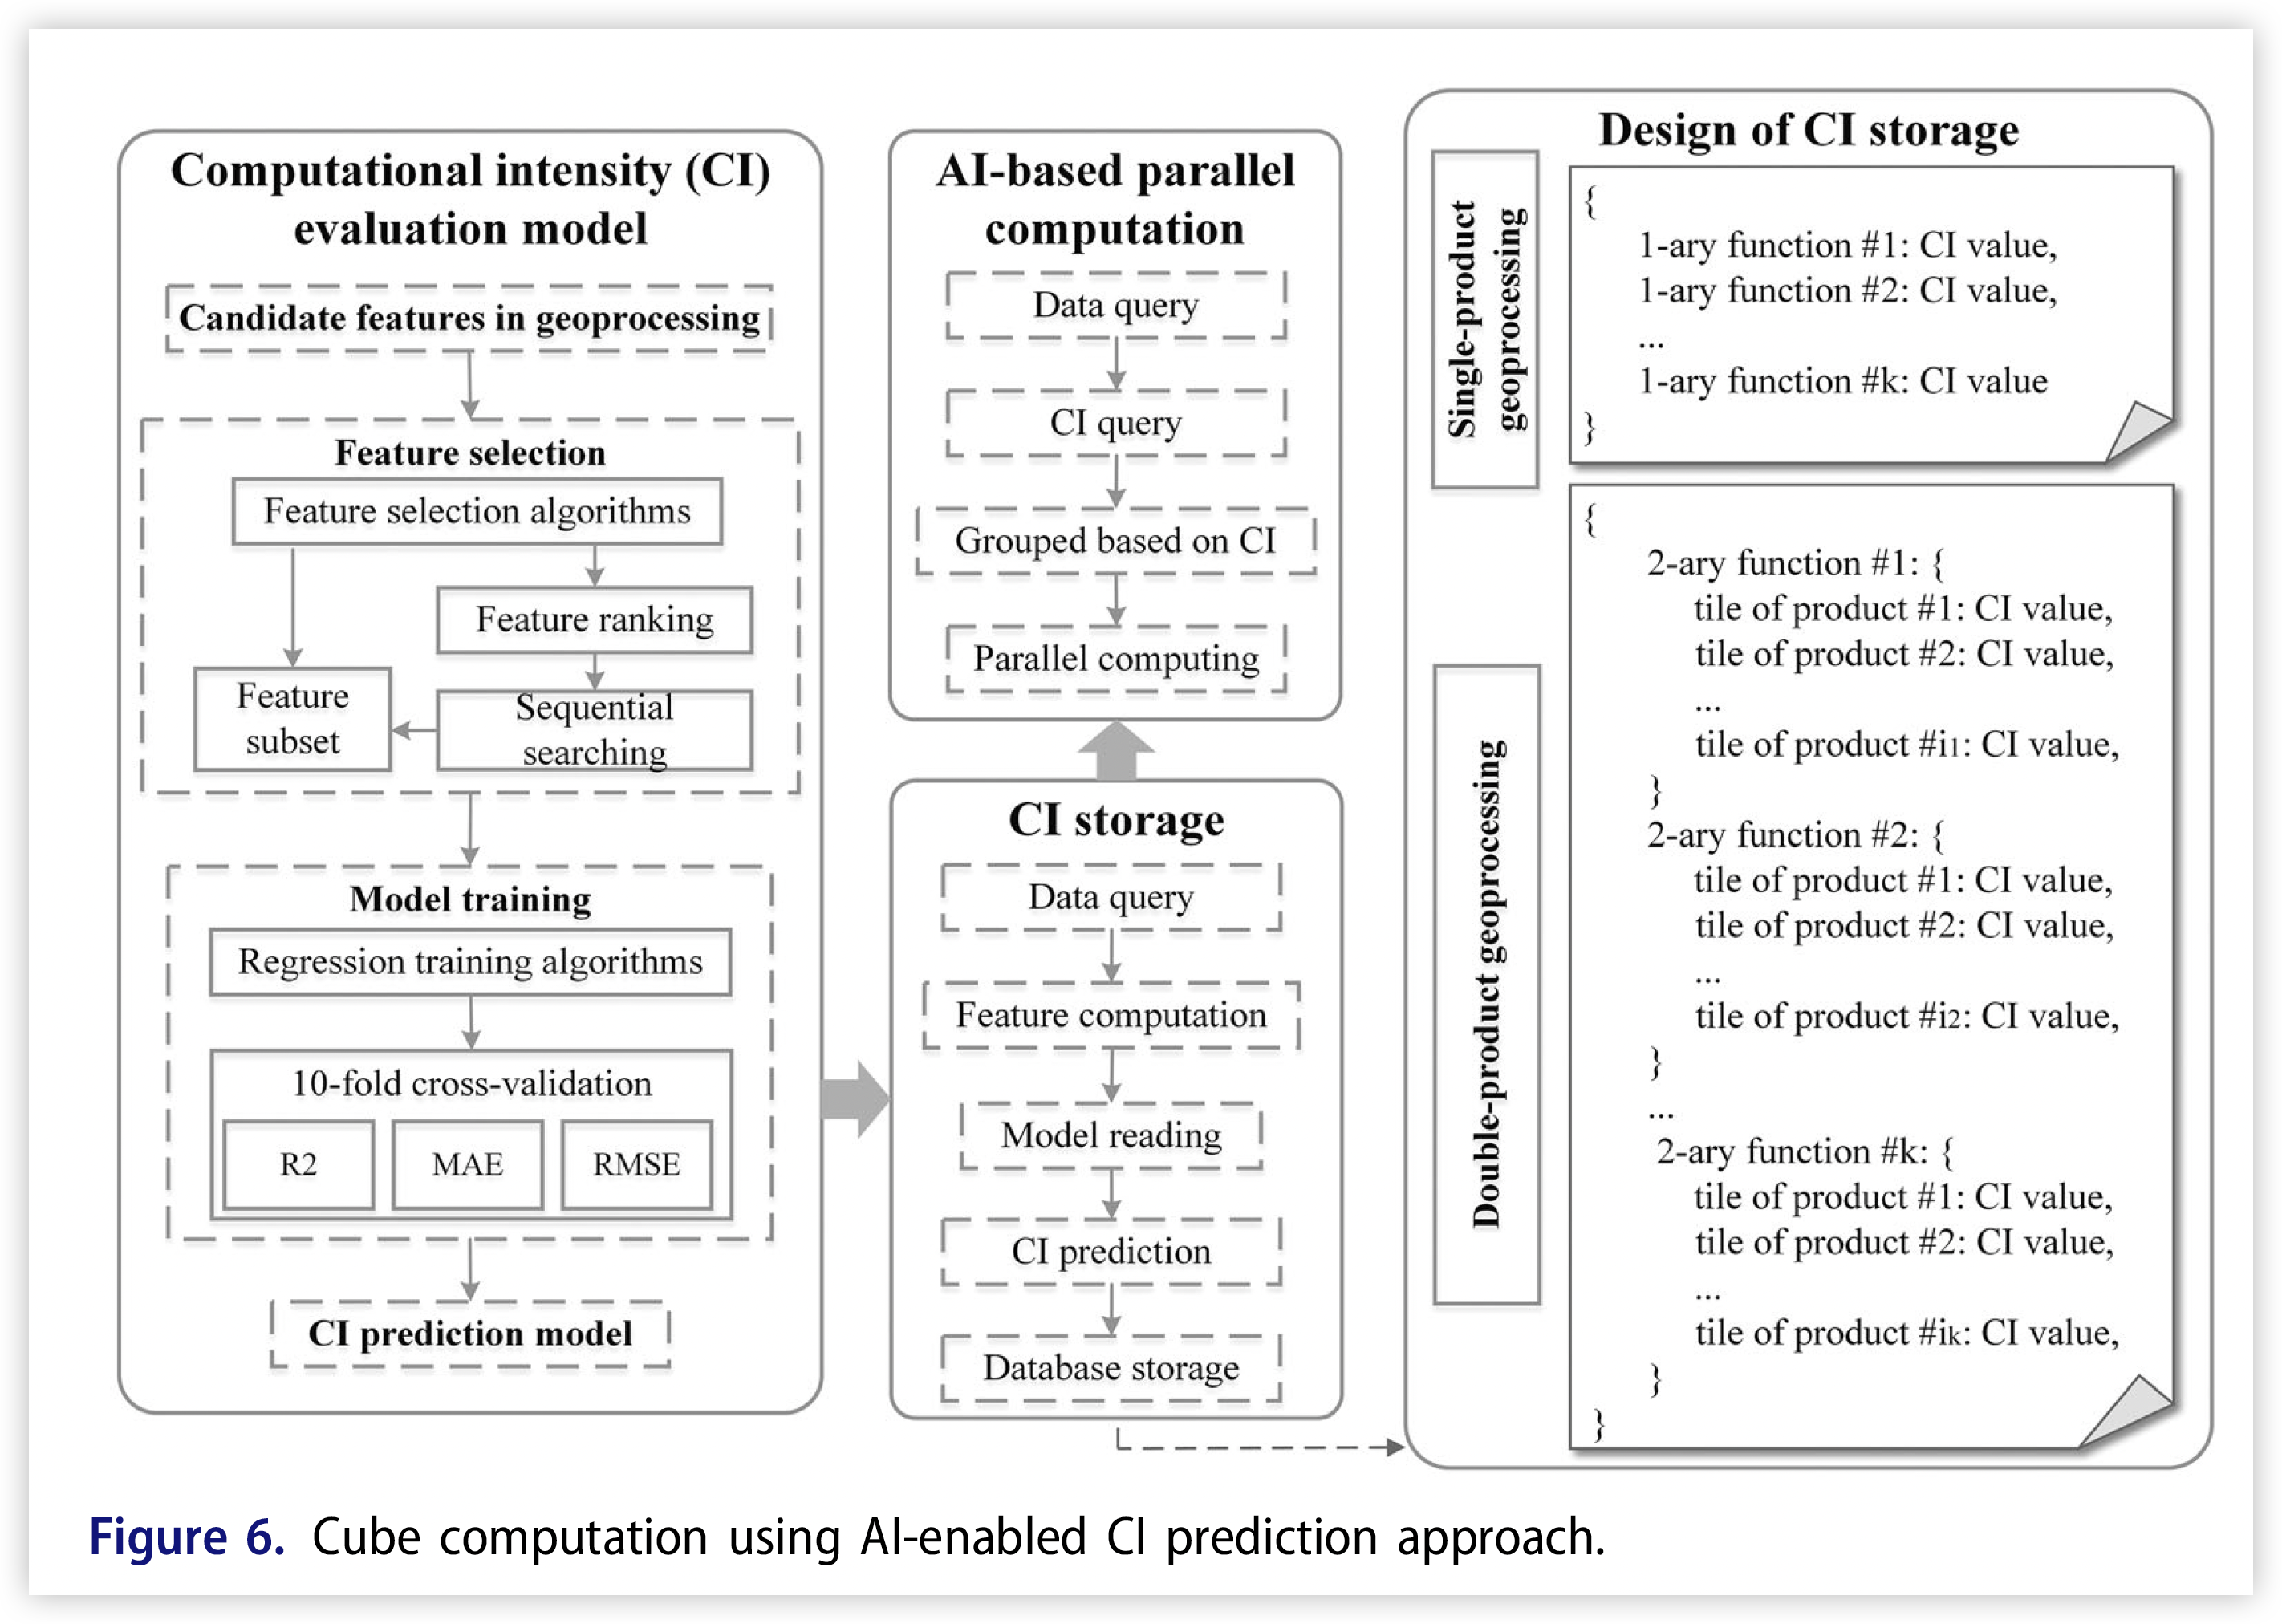 Computational intensity (CI)
evaluation model
Candidate features in geoprocessing
Feature selection
Feature selection algorithms
Feature ranking
Feature
subset
Sequential
searching
Model training
Regression training algorithms
10-fold cross-validation
R2
MAE
RMSE
CI prediction model
AI-based parallel
computation
Data query
CI query
Grouped based on CI
Parallel computing
CI storage
Data query
Feature computation
Model reading
CI prediction
Database storage
Design of CI storage
Single-product
geoprocessing
{
1-ary function #1: CI value,
1-ary function #2: CI value,
...
1-ary function #k: CI value
}
Double-product geoprocessing
{
2-ary function #1: {
tile of product #1: CI value,
tile of product #2: CI value,
...
tile of product #i1: CI value,
}
2-ary function #2: {
tile of product #1: CI value,
tile of product #2: CI value,
...
tile of product #i2: CI value,
}
...
2-ary function #k: {
tile of product #1: CI value,
tile of product #2: CI value,
...
tile of product #ik: CI value,
}
}
Figure 6. Cube computation using AI-enabled CI prediction approach.